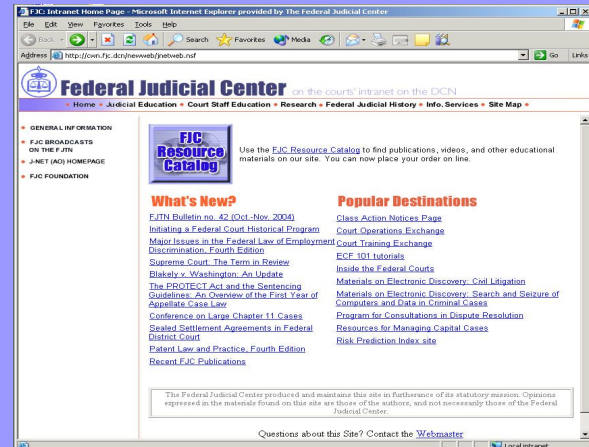 FJC: Intranet Home Page - Microsoft Internet Explorer provided by The Federal Judicial Center
File Edit View Favorites Tools Help
Back Search Favorites Media
Address http://cwn.fjc.dcn/newweb/jnetweb.nsf Go Links
Federal Judicial Center on the courts' intranet on the DCN
Home Judicial Education Court Staff Education Research Federal Judicial History Info. Services Site Map
GENERAL INFORMATION
FJC BROADCASTS
ON THE FJTN
J-NET (AO) HOMEPAGE
FJC FOUNDATION
FJC
Resource
Catalog
Use the FJC Resource Catalog to find publications, videos, and other educational
materials on our site. You can now place your order on line.
What's New?
FJTN Bulletin no. 42 (Oct.-Nov. 2004)
Initiating a Federal Court Historical Program
Major Issues in the Federal Law of Employment
Discrimination, Fourth Edition
Supreme Court: The Term in Review
Blakely v. Washington: An Update
The PROTECT Act and the Sentencing
Guidelines: An Overview of the First Year of
Appellate Case Law
Conference on Large Chapter 11 Cases
Sealed Settlement Agreements in Federal
District Court
Patent Law and Practice, Fourth Edition
Recent FJC Publications
Popular Destinations
Class Action Notices Page
Court Operations Exchange
Court Training Exchange
ECF 101 tutorials
Inside the Federal Courts
Materials on Electronic Discovery: Civil Litigation
Materials on Electronic Discovery: Search and Seizure of
Computers and Data in Criminal Cases
Program for Consultations in Dispute Resolution
Resources for Managing Capital Cases
Risk Prediction Index site
The Federal Judicial Center produced and maintains this site in furtherance of its statutory mission. Opinions
expressed in the materials found on this site are those of the authors, and not necessarily those of the Federal
Judicial Center.
Questions about this Site? Contact the Webmaster
Local intranet